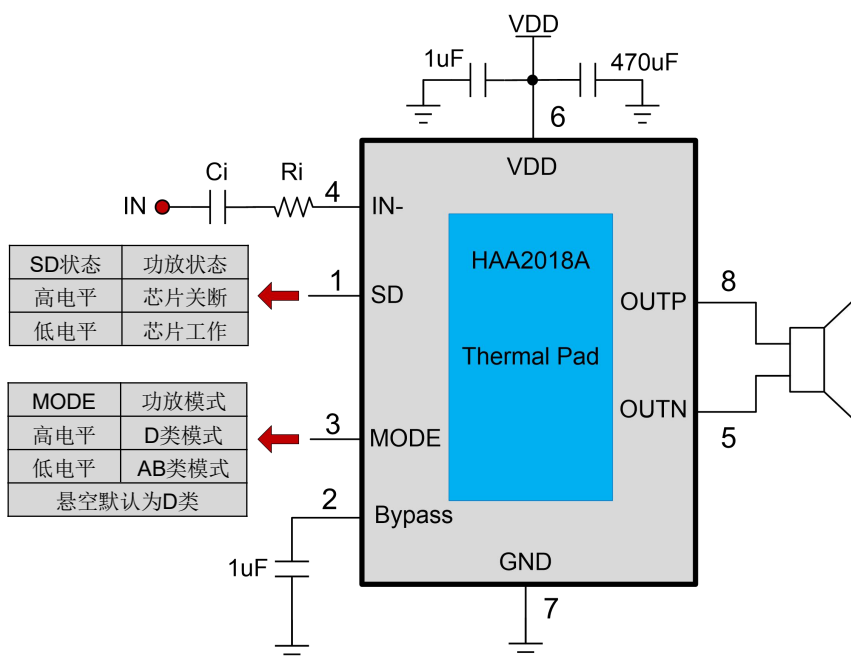 VDD
1uF
470uF
6
VDD
Ci
Ri
4
IN
IN-
HAA2018A
SD状态 功放状态
高电平 芯片关断
低电平 芯片工作
1
SD
8
OUTP
Thermal Pad
MODE 功放模式
高电平 D类模式
低电平 AB类模式
悬空默认为D类
3
MODE
OUTN
5
2
Bypass
1uF
GND
7